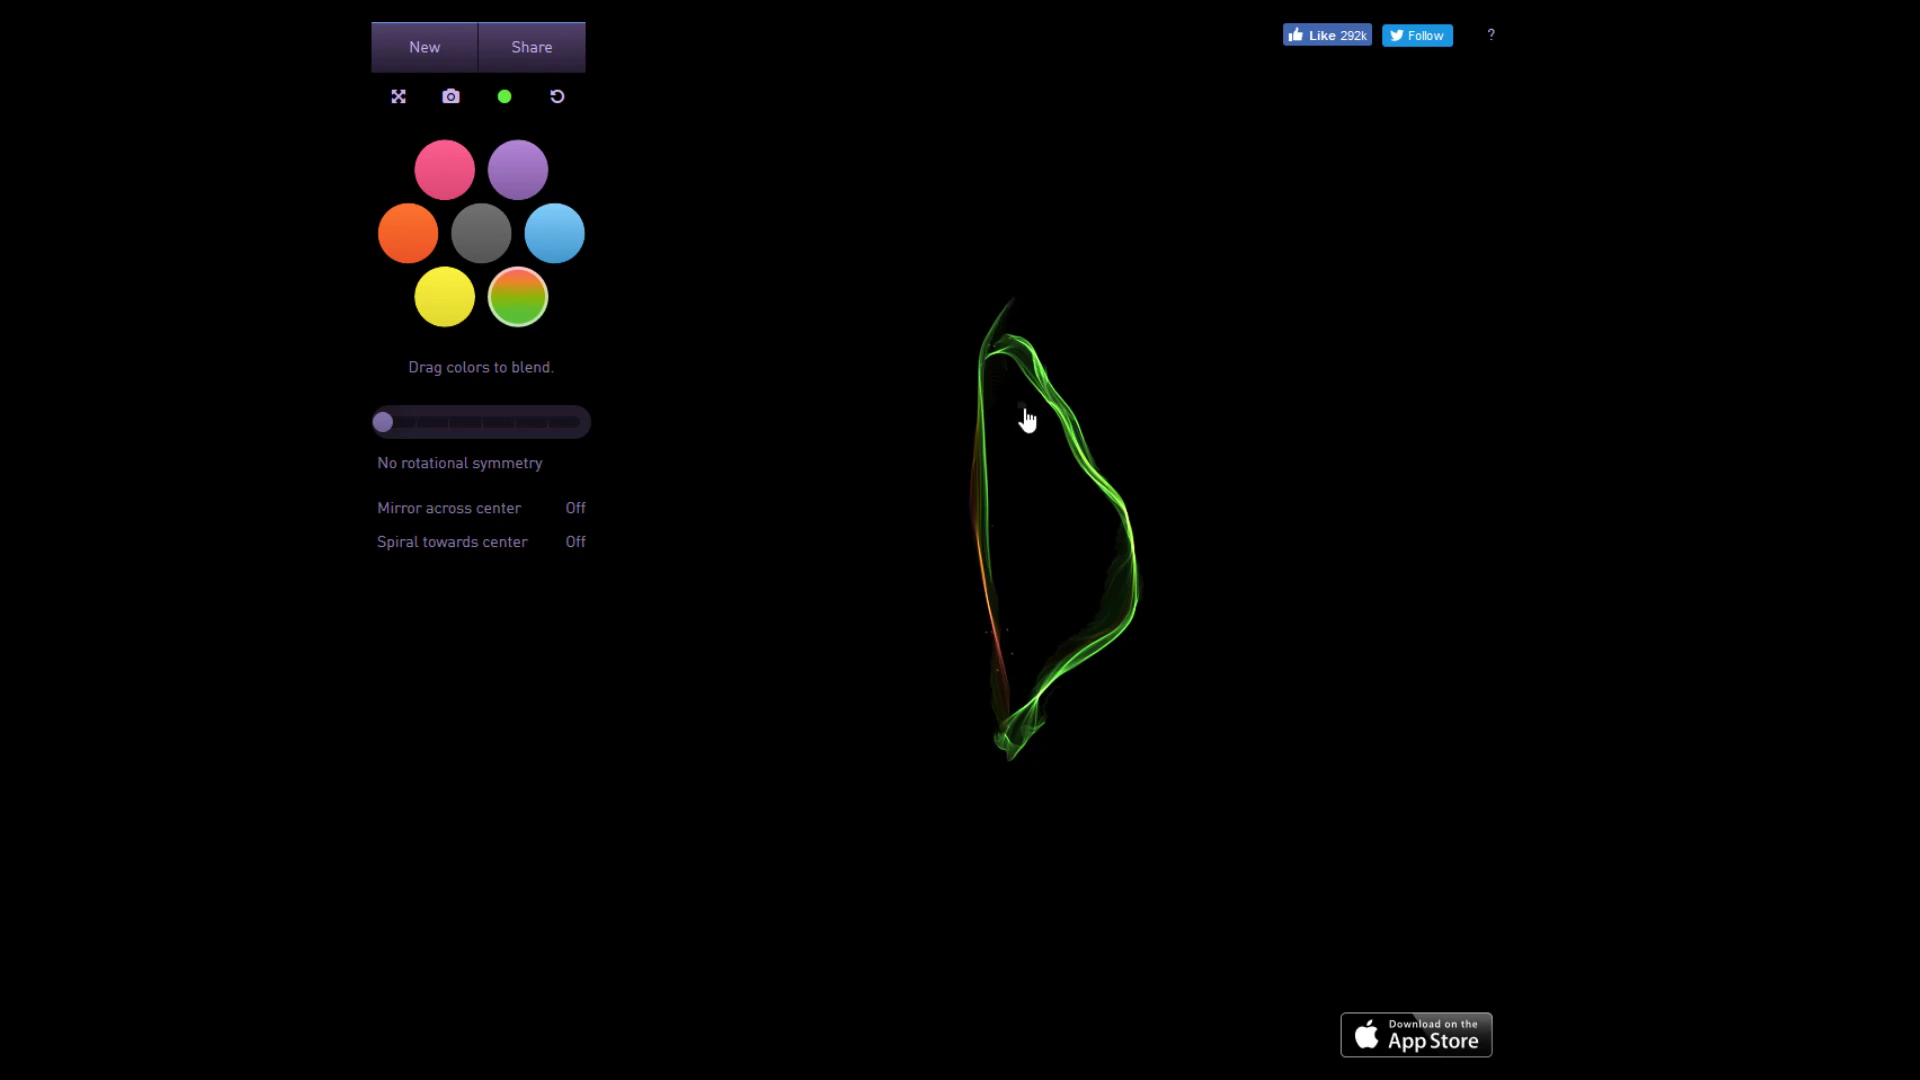 New
Share
Like 292k
Follow
?
Drag colors to blend.
No rotational symmetry
Mirror across center Off
Spiral towards center Off
Download on the
App Store